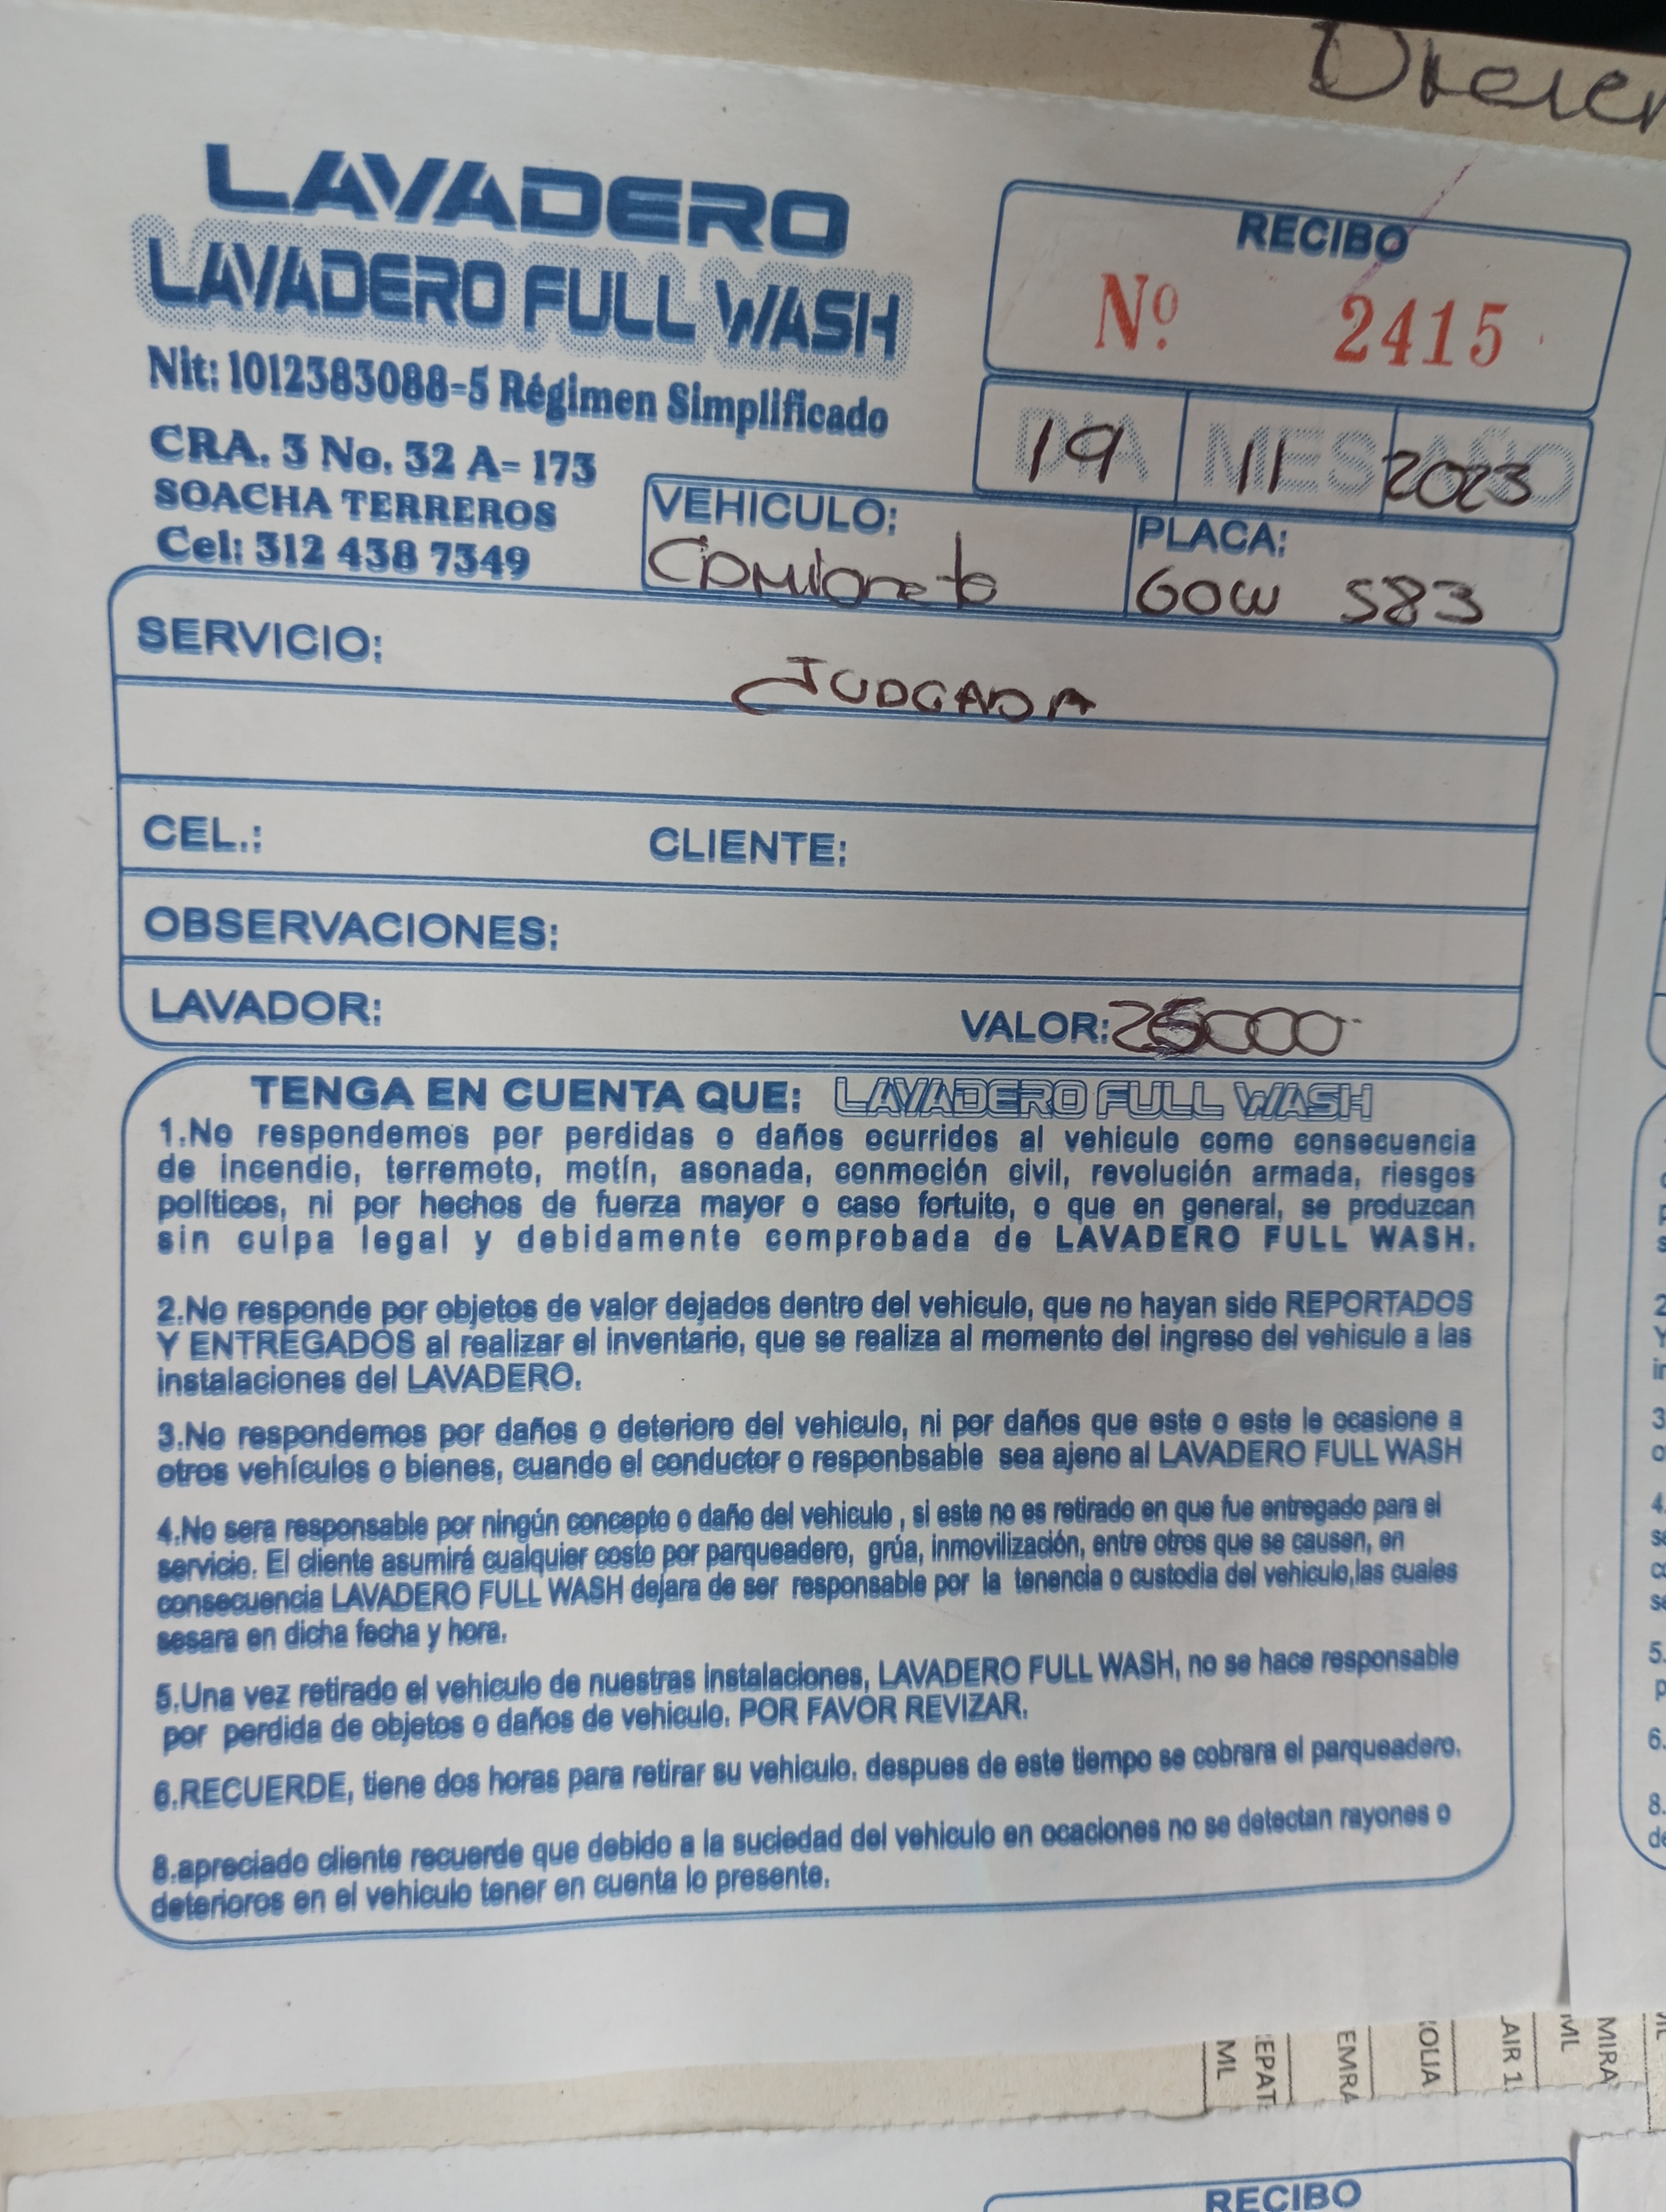 LAVADERO
LAVADERO FULL WASH
Nit: 1012383088-5 Régimen Simplificado
CRA. 3 No. 32 A= 173
SOACHA TERREROS
Cel: 312 438 7349
RECIBO
Nº. 2415
DIA MES AÑO
19 11 2023
VEHICULO:
Camioneta
PLACA:
GOW 583
SERVICIO:
JUDGADA
CEL.: CLIENTE:
OBSERVACIONES:
LAVADOR: VALOR: 25000
TENGA EN CUENTA QUE: LAVADERO FULL WASH
1.No respondemos por perdidas o daños ocurridos al vehiculo como consecuencia
de incendio, terremoto, motín, asonada, conmoción civil, revolución armada, riesgos
políticos, ni por hechos de fuerza mayor o caso fortuito, o que en general, se produzcan
sin culpa legal y debidamente comprobada de LAVADERO FULL WASH.
2.No responde por objetos de valor dejados dentro del vehiculo, que no hayan sido REPORTADOS
Y ENTREGADOS al realizar el inventario, que se realiza al momento del ingreso del vehiculo a las
instalaciones del LAVADERO.
3.No respondemos por daños o deterioro del vehiculo, ni por daños que este o este le ocasione a
otros vehículos o bienes, cuando el conductor o responbsable sea ajeno al LAVADERO FULL WASH
4.No sera responsable por ningún concepto o daño del vehiculo , si este no es retirado en que fue entregado para el
servicio. El cliente asumirá cualquier costo por parqueadero, grúa, inmovilización, entre otros que se causen, en
consecuencia LAVADERO FULL WASH dejara de ser responsable por la tenencia o custodia del vehiculo,las cuales
sesara en dicha fecha y hora.
5.Una vez retirado el vehiculo de nuestras instalaciones, LAVADERO FULL WASH, no se hace responsable
por perdida de objetos o daños de vehiculo. POR FAVOR REVIZAR.
6.RECUERDE, tiene dos horas para retirar su vehiculo. despues de este tiempo se cobrara el parqueadero.
8.apreciado cliente recuerde que debido a la suciedad del vehiculo en ocaciones no se detectan rayones o
deterioros en el vehiculo tener en cuenta lo presente.
ML
EPAT
EMRA
OLIA
AIR 1
ML
MIRA
RECIBO